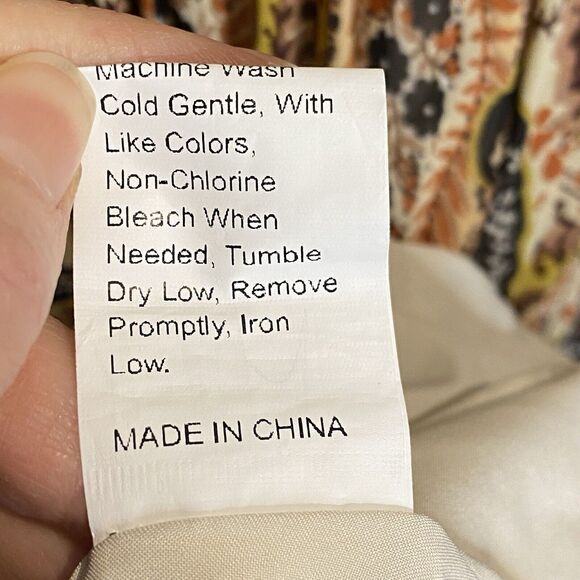 Machine Wash
Cold Gentle, With
Like Colors,
Non-Chlorine
Bleach When
Needed, Tumble
Dry Low, Remove
Promptly, Iron
Low.
MADE IN CHINA